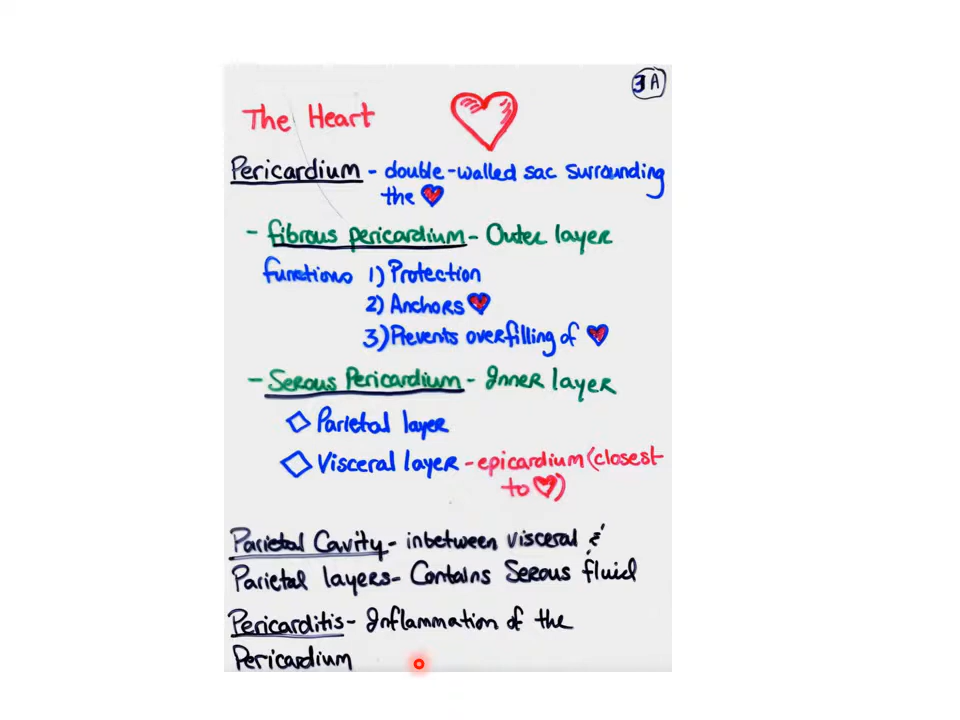 3A
The Heart
Pericardium - double-walled sac surrounding
the
- fibrous pericardium - Outer layer
functions 1) Protection
2) Anchors
3) Prevents overfilling of
- Serous Pericardium - Inner layer
Parietal layer
Visceral layer - epicardium (closest
to )
Parietal Cavity - inbetween visceral &
Parietal layers - Contains Serous fluid
Pericarditis - Inflammation of the
Pericardium